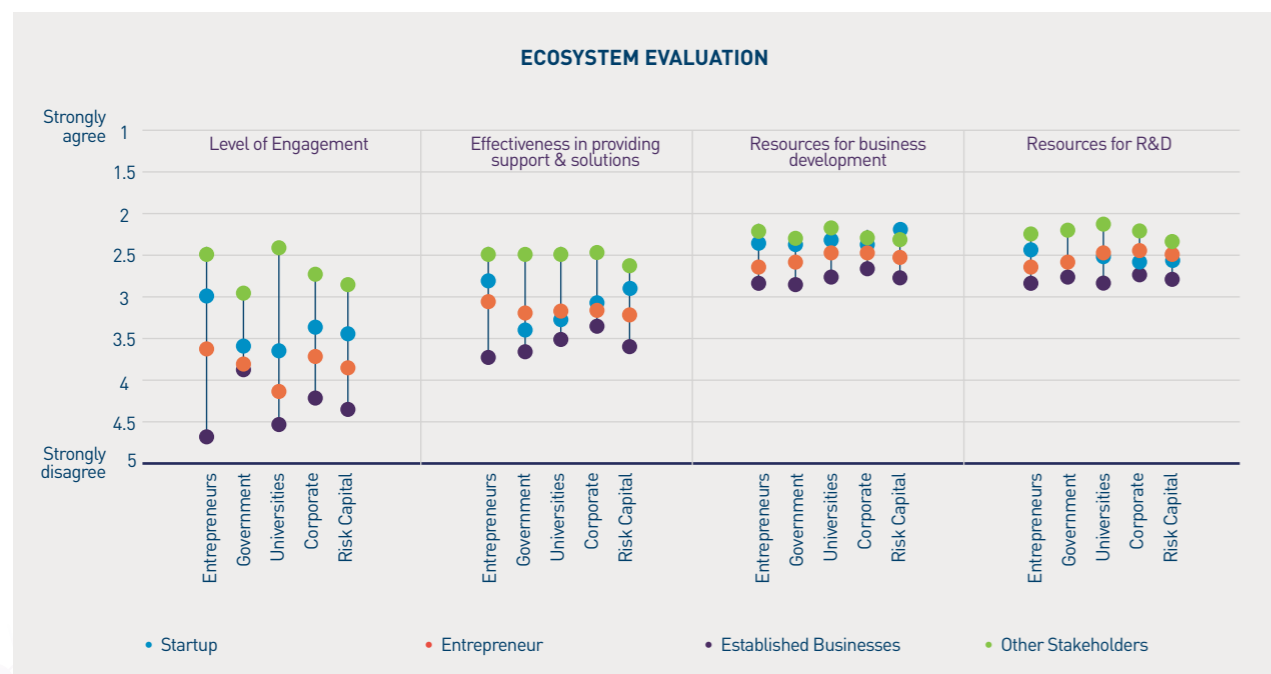 ECOSYSTEM EVALUATION
Strongly
agree
1
Level of Engagement
Effectiveness in providing
support & solutions
Resources for business
development
Resources for R&D
1.5
2
2.5
3
3.5
4
4.5
Strongly
disagree
5
Entrepreneurs
Government
Universities
Corporate
Risk Capital
Entrepreneurs
Government
Universities
Corporate
Risk Capital
Entrepreneurs
Government
Universities
Corporate
Risk Capital
Entrepreneurs
Government
Universities
Corporate
Risk Capital
Startup
Entrepreneur
Established Businesses
Other Stakeholders